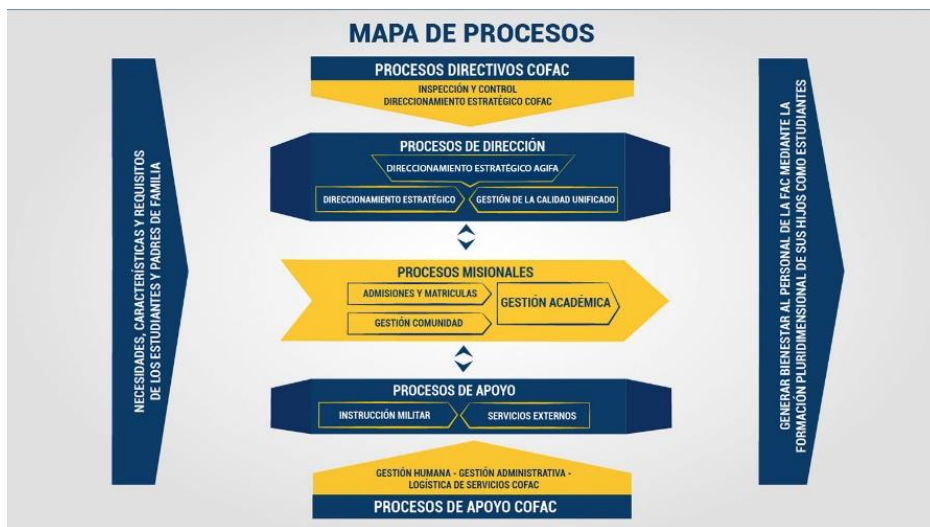 MAPA DE PROCESOS
NECESIDADES, CARACTERÍSTICAS Y REQUISITOS
DE LOS ESTUDIANTES Y PADRES DE FAMILIA
PROCESOS DIRECTIVOS COFAC
INSPECCIÓN Y CONTROL
DIRECCIONAMIENTO ESTRATÉGICO COFAC
PROCESOS DE DIRECCIÓN
DIRECCIONAMIENTO ESTRATÉGICO AGIFA
DIRECCIONAMIENTO ESTRATÉGICO
GESTIÓN DE LA CALIDAD UNIFICADO
PROCESOS MISIONALES
ADMISIONES Y MATRICULAS
GESTIÓN COMUNIDAD
GESTIÓN ACADÉMICA
PROCESOS DE APOYO
INSTRUCCIÓN MILITAR
SERVICIOS EXTERNOS
GESTIÓN HUMANA - GESTIÓN ADMINISTRATIVA -
LOGÍSTICA DE SERVICIOS COFAC
PROCESOS DE APOYO COFAC
GENERAR BIENESTAR AL PERSONAL DE LA FAC MEDIANTE LA
FORMACIÓN PLURIDIMENSIONAL DE SUS HIJOS COMO ESTUDIANTES